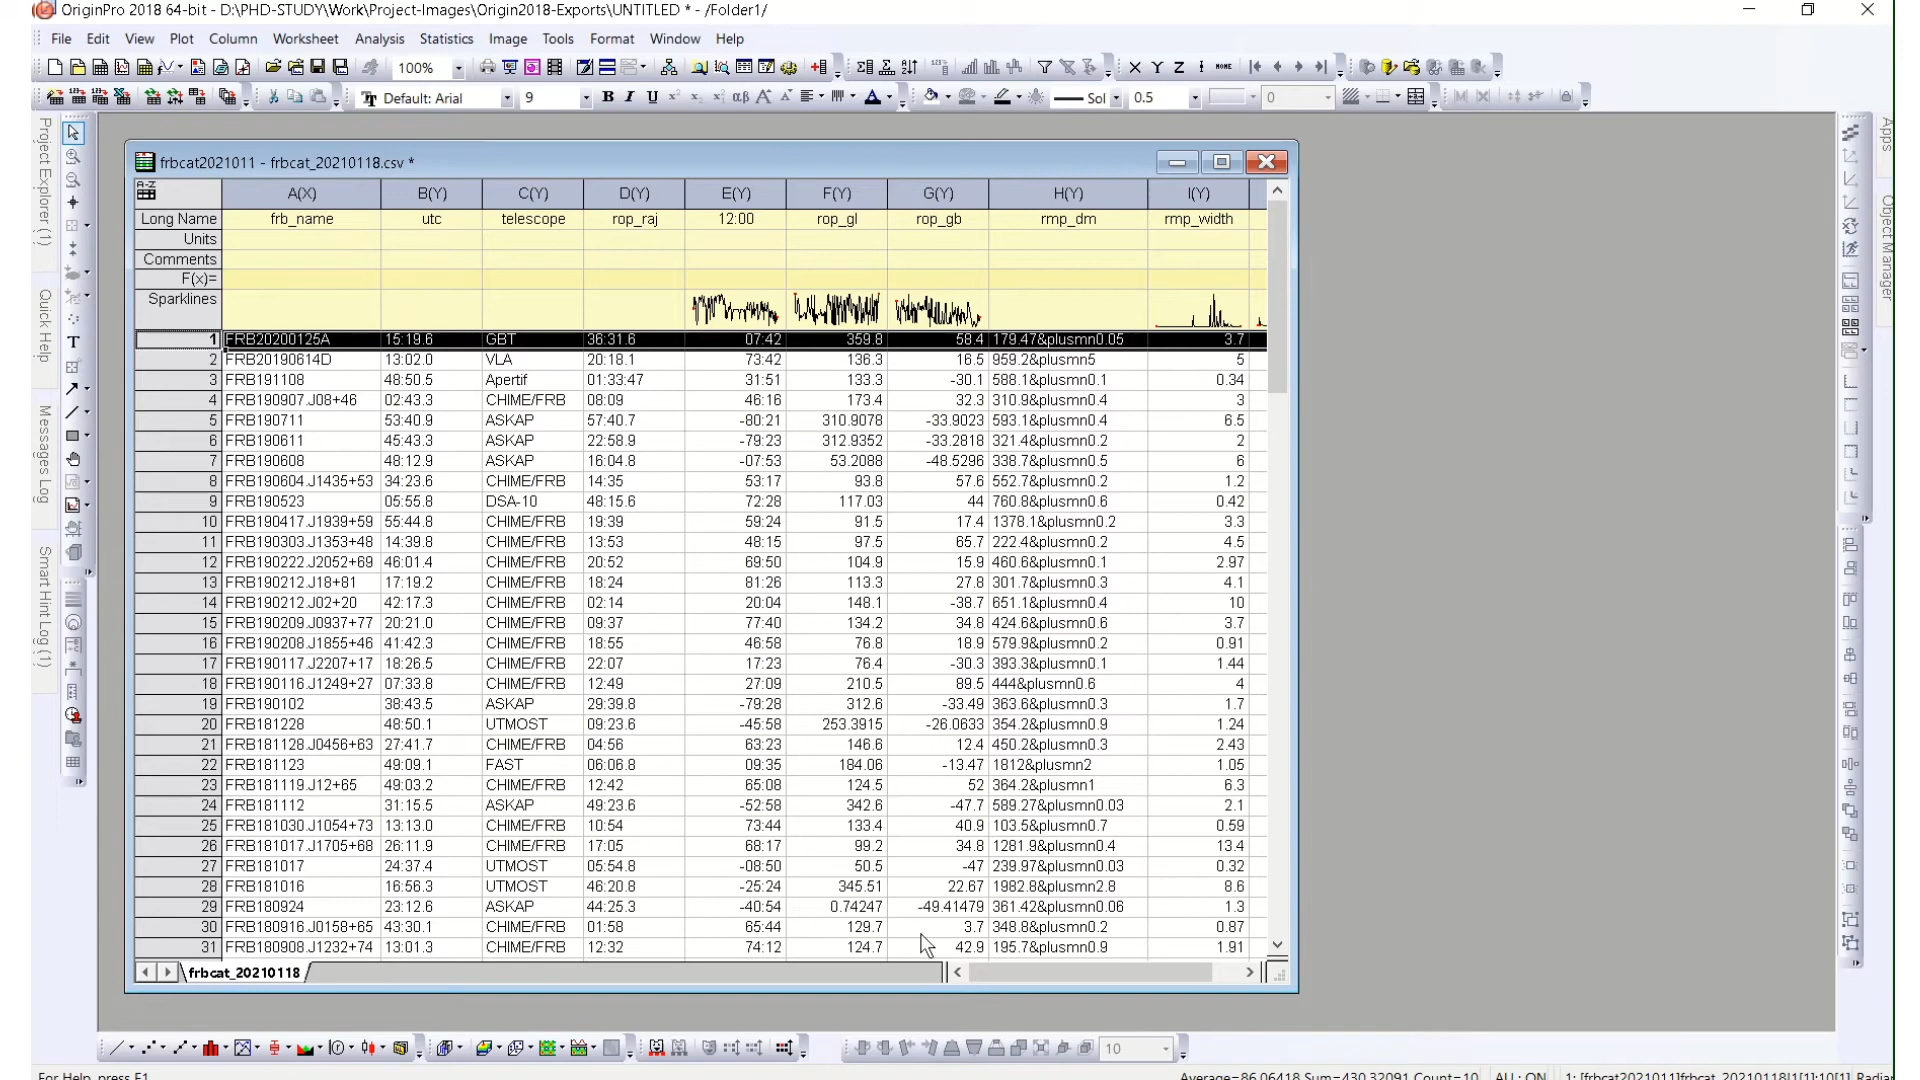 OriginPro 2018 64-bit - D:\PHD-STUDY\Work\Project-Images\Origin2018-Exports\UNTITLED * - /Folder1/
File Edit View Plot Column Worksheet Analysis Statistics Image Tools Format Window Help
100%
Default: Arial 9 B I U Sol 0.5 0
Project Explorer (1)
Quick Help
Messages Log
Smart Hint Log (1)
Apps
Object Manager
frbcat2021011 - frbcat_20210118.csv *
A(X) B(Y) C(Y) D(Y) E(Y) F(Y) G(Y) H(Y) I(Y)
Long Name frb_name utc telescope rop_raj 12:00 rop_gl rop_gb rmp_dm rmp_width
Units
Comments
F(x)=
Sparklines
1 FRB20200125A 15:19.6 GBT 36:31.6 07:42 359.8 58.4 179.47&plusmn0.05 3.7
2 FRB20190614D 13:02.0 VLA 20:18.1 73:42 136.3 16.5 959.2&plusmn5 5
3 FRB191108 48:50.5 Apertif 01:33:47 31:51 133.3 -30.1 588.1&plusmn0.1 0.34
4 FRB190907.J08+46 02:43.3 CHIME/FRB 08:09 46:16 173.4 32.3 310.9&plusmn0.4 3
5 FRB190711 53:40.9 ASKAP 57:40.7 -80:21 310.9078 -33.9023 593.1&plusmn0.4 6.5
6 FRB190611 45:43.3 ASKAP 22:58.9 -79:23 312.9352 -33.2818 321.4&plusmn0.2 2
7 FRB190608 48:12.9 ASKAP 16:04.8 -07:53 53.2088 -48.5296 338.7&plusmn0.5 6
8 FRB190604.J1435+53 34:23.6 CHIME/FRB 14:35 53:17 93.8 57.6 552.7&plusmn0.2 1.2
9 FRB190523 05:55.8 DSA-10 48:15.6 72:28 117.03 44 760.8&plusmn0.6 0.42
10 FRB190417.J1939+59 55:44.8 CHIME/FRB 19:39 59:24 91.5 17.4 1378.1&plusmn0.2 3.3
11 FRB190303.J1353+48 14:39.8 CHIME/FRB 13:53 48:15 97.5 65.7 222.4&plusmn0.2 4.5
12 FRB190222.J2052+69 46:01.4 CHIME/FRB 20:52 69:50 104.9 15.9 460.6&plusmn0.1 2.97
13 FRB190212.J18+81 17:19.2 CHIME/FRB 18:24 81:26 113.3 27.8 301.7&plusmn0.3 4.1
14 FRB190212.J02+20 42:17.3 CHIME/FRB 02:14 20:04 148.1 -38.7 651.1&plusmn0.4 10
15 FRB190209.J0937+77 20:21.0 CHIME/FRB 09:37 77:40 134.2 34.8 424.6&plusmn0.6 3.7
16 FRB190208.J1855+46 41:42.3 CHIME/FRB 18:55 46:58 76.8 18.9 579.9&plusmn0.2 0.91
17 FRB190117.J2207+17 18:26.5 CHIME/FRB 22:07 17:23 76.4 -30.3 393.3&plusmn0.1 1.44
18 FRB190116.J1249+27 07:33.8 CHIME/FRB 12:49 27:09 210.5 89.5 444&plusmn0.6 4
19 FRB190102 38:43.5 ASKAP 29:39.8 -79:28 312.6 -33.49 363.6&plusmn0.3 1.7
20 FRB181228 48:50.1 UTMOST 09:23.6 -45:58 253.3915 -26.0633 354.2&plusmn0.9 1.24
21 FRB181128.J0456+63 27:41.7 CHIME/FRB 04:56 63:23 146.6 12.4 450.2&plusmn0.3 2.43
22 FRB181123 49:09.1 FAST 06:06.8 09:35 184.06 -13.47 1812&plusmn2 1.05
23 FRB181119.J12+65 49:03.2 CHIME/FRB 12:42 65:08 124.5 52 364.2&plusmn1 6.3
24 FRB181112 31:15.5 ASKAP 49:23.6 -52:58 342.6 -47.7 589.27&plusmn0.03 2.1
25 FRB181030.J1054+73 13:13.0 CHIME/FRB 10:54 73:44 133.4 40.9 103.5&plusmn0.7 0.59
26 FRB181017.J1705+68 26:11.9 CHIME/FRB 17:05 68:17 99.2 34.8 1281.9&plusmn0.4 13.4
27 FRB181017 24:37.4 UTMOST 05:54.8 -08:50 50.5 -47 239.97&plusmn0.03 0.32
28 FRB181016 16:56.3 UTMOST 46:20.8 -25:24 345.51 22.67 1982.8&plusmn2.8 8.6
29 FRB180924 23:12.6 ASKAP 44:25.3 -40:54 0.74247 -49.41479 361.42&plusmn0.06 1.3
30 FRB180916.J0158+65 43:30.1 CHIME/FRB 01:58 65:44 129.7 3.7 348.8&plusmn0.2 0.87
31 FRB180908.J1232+74 13:01.3 CHIME/FRB 12:32 74:12 124.7 42.9 195.7&plusmn0.9 1.91
frbcat_20210118
10
For Help, press F1 Average=86.06418 Sum=430.32091 Count=10 AU : ON 1: [frbcat2021011]frbcat_20210118!1[1]:10[1] Radian